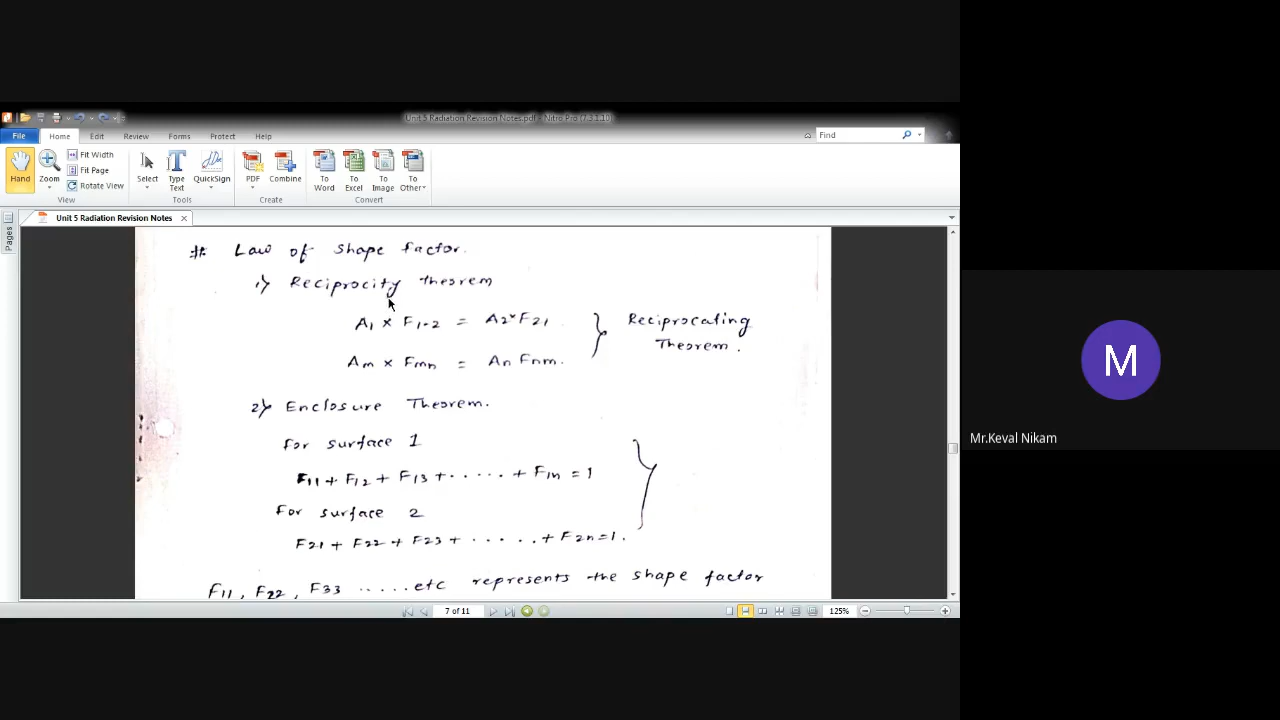 Unit 5 Radiation Revision Notes.pdf - Nitro Pro (7.3.1.10)
File Home Edit Review Forms Protect Help
Find
Hand
Zoom
Fit Width
Fit Page
Rotate View
View
Select
Type Text
QuickSign
Tools
PDF
Combine
Create
To Word
To Excel
To Image
To Other
Convert
Unit 5 Radiation Revision Notes
Pages
# Law of shape factor.
1) Reciprocity theorem
A1 × F1-2 = A2×F21
Am × Fmn = An Fnm.
} Reciprocating
Theorem.
2) Enclosure Theorem.
For surface 1
F11 + F12 + F13 + ..... + F1n = 1
For surface 2
F21 + F22 + F23 + ...... + F2n=1.
F11, F22, F33 .....etc represents the shape factor
7 of 11
125%
M
Mr.Keval Nikam